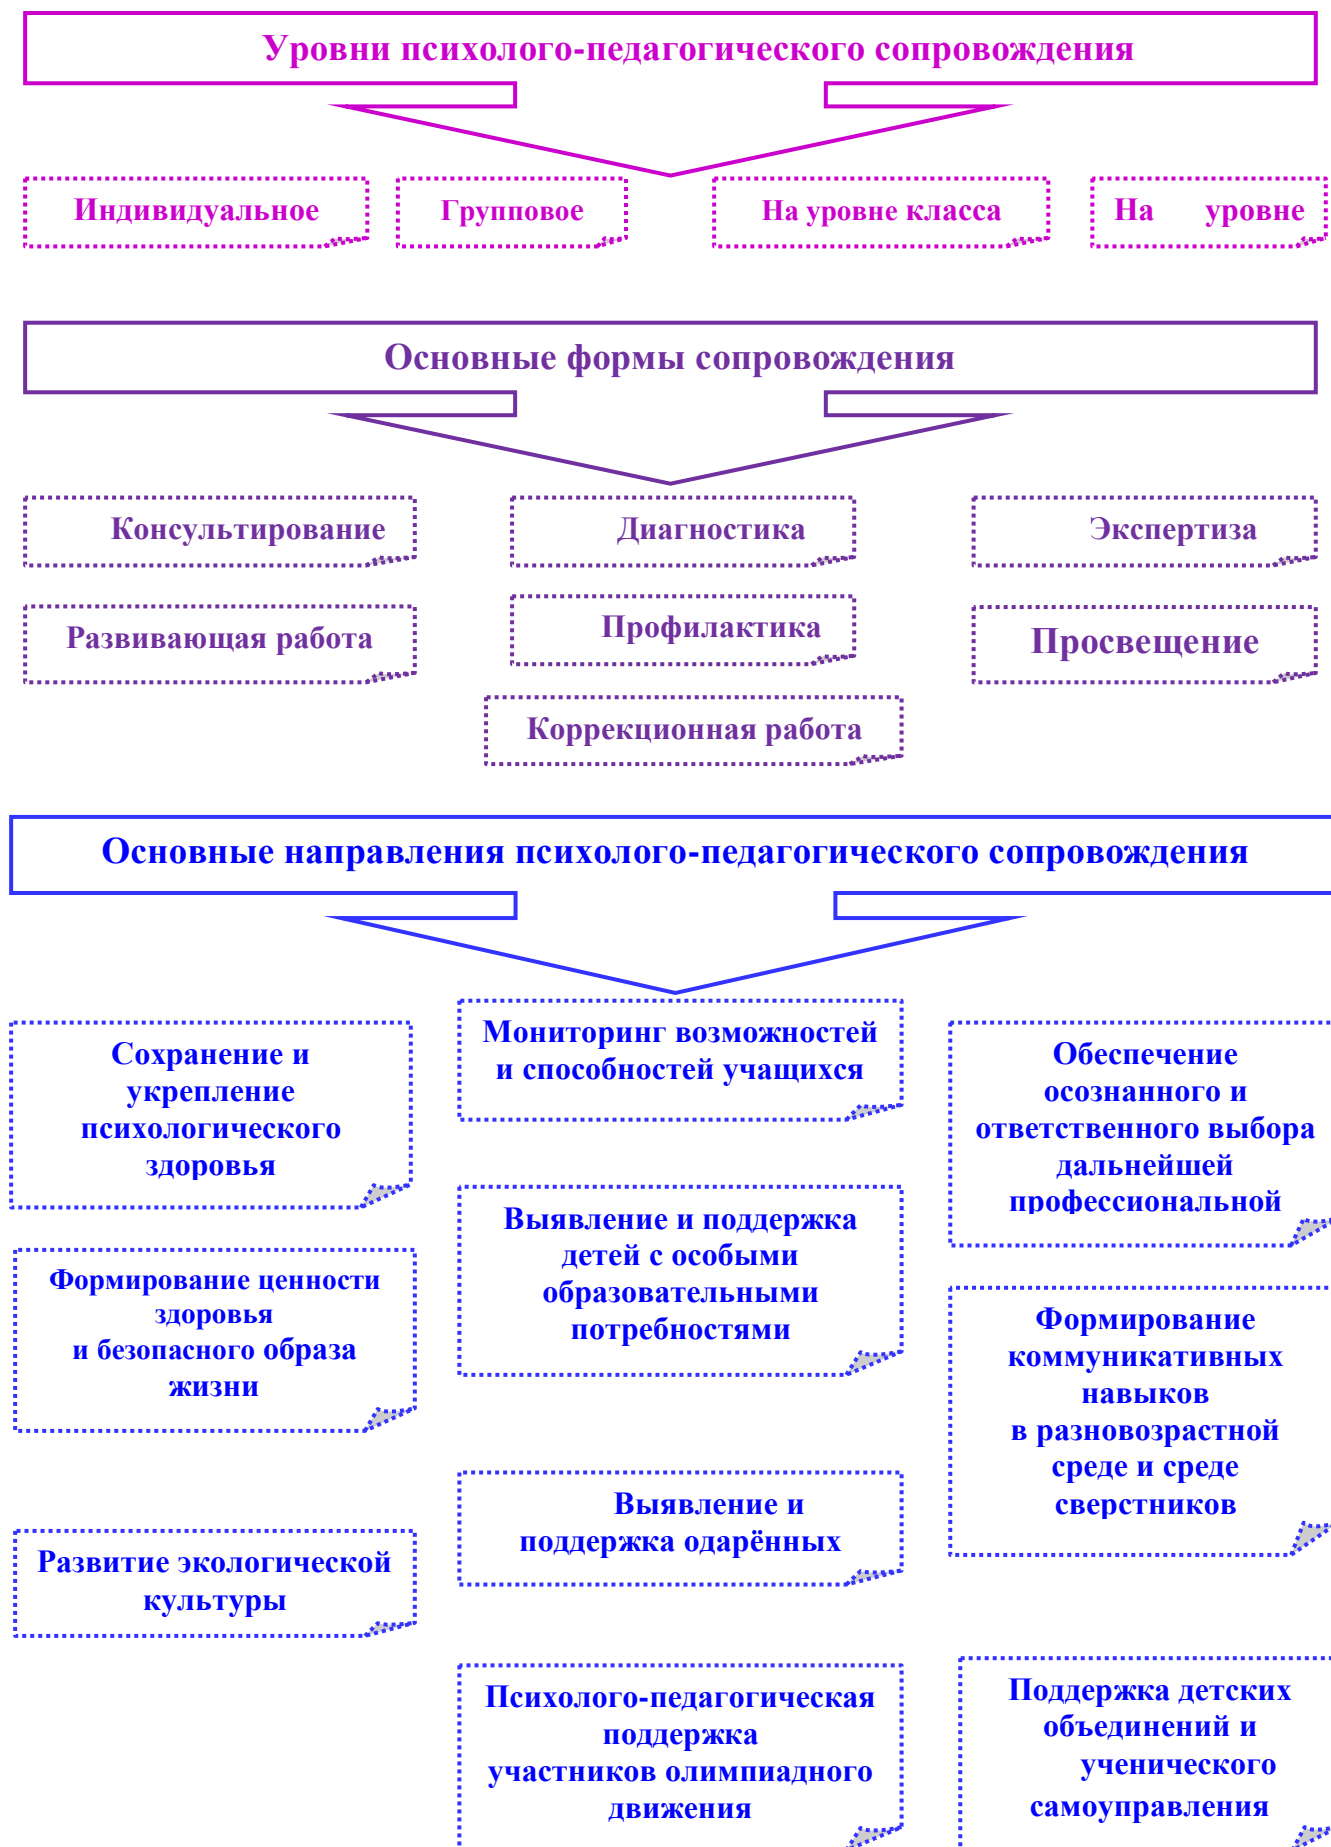 Уровни психолого-педагогического сопровождения
Индивидуальное
Групповое
На уровне класса
На уровне
Основные формы сопровождения
Консультирование
Диагностика
Экспертиза
Развивающая работа
Профилактика
Просвещение
Коррекционная работа
Основные направления психолого-педагогического сопровождения
Сохранение и
укрепление
психологического
здоровья
Мониторинг возможностей
и способностей учащихся
Обеспечение
осознанного и
ответственного выбора
дальнейшей
профессиональной
Формирование ценности
здоровья
и безопасного образа
жизни
Выявление и поддержка
детей с особыми
образовательными
потребностями
Формирование
коммуникативных
навыков
в разновозрастной
среде и среде
сверстников
Развитие экологической
культуры
Выявление и
поддержка одарённых
Психолого-педагогическая
поддержка
участников олимпиадного
движения
Поддержка детских
объединений и
ученического
самоуправления